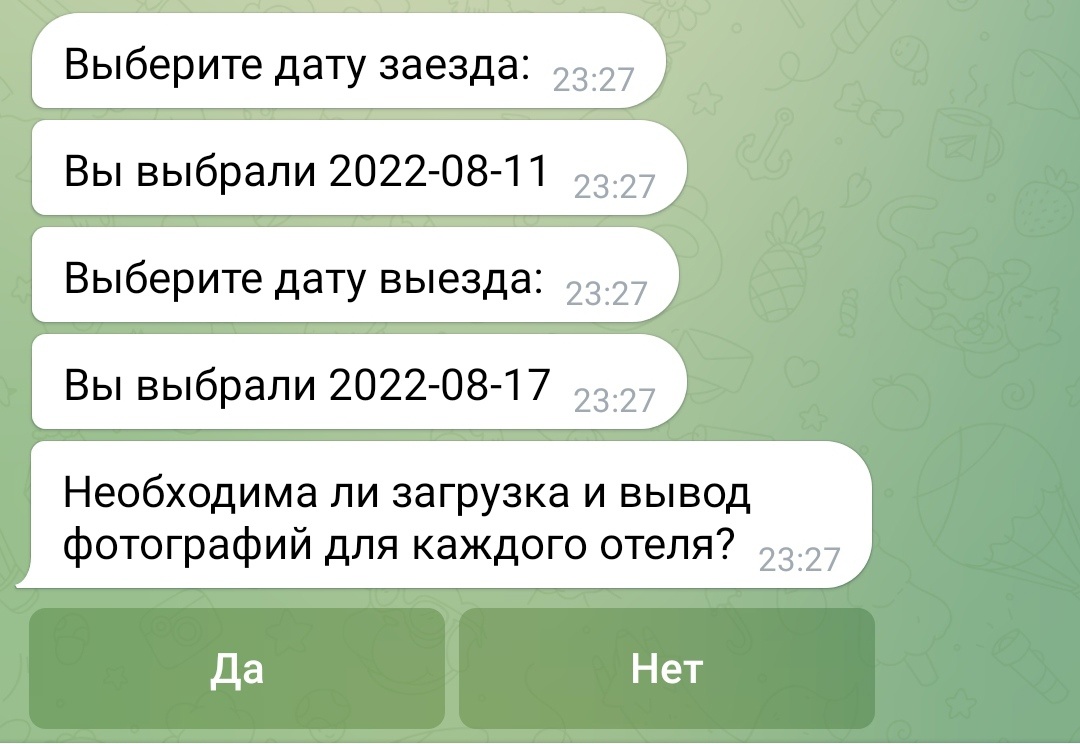 Выберите дату заезда: 23:27
Вы выбрали 2022-08-11 23:27
Выберите дату выезда: 23:27
Вы выбрали 2022-08-17 23:27
Необходима ли загрузка и вывод
фотографий для каждого отеля? 23:27
Да Нет